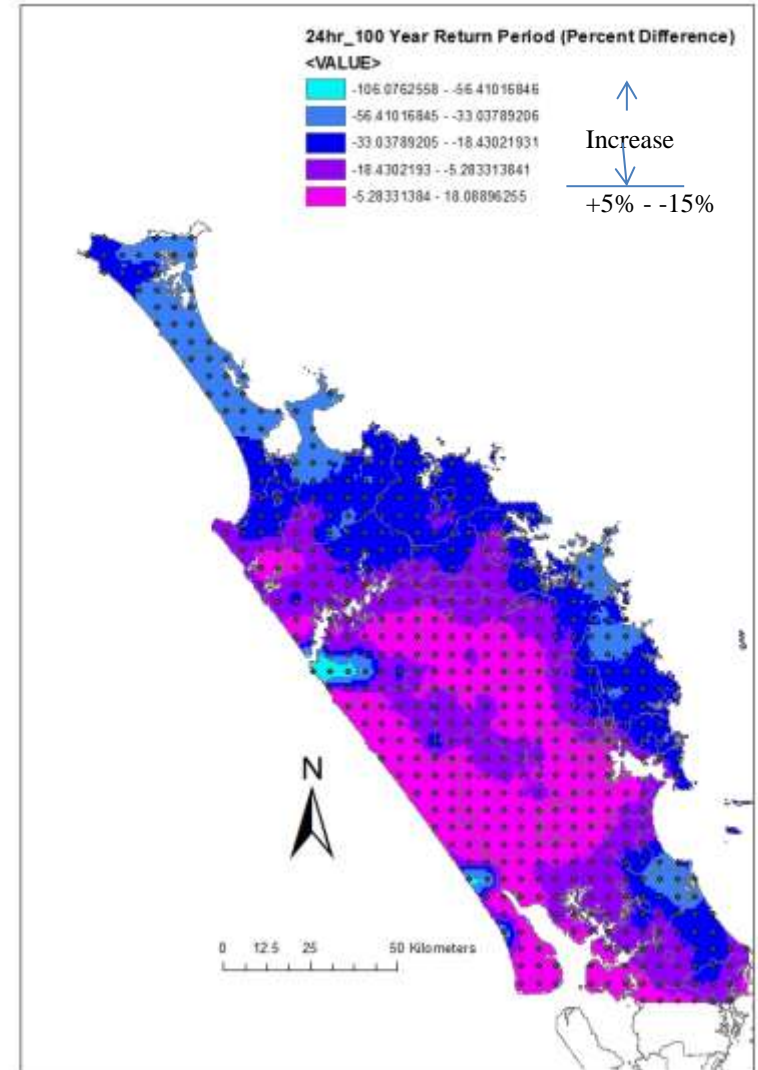 24hr_100 Year Return Period (Percent Difference)
<VALUE>
-106.0762558 - -56.41016846
-56.41016845 - -33.03789206
-33.03789205 - -18.43021931
-18.4302193 - -5.283313841
-5.28331384 - 18.08896255
Increase
+5% - -15%
N
0 12.5 25 50 Kilometers